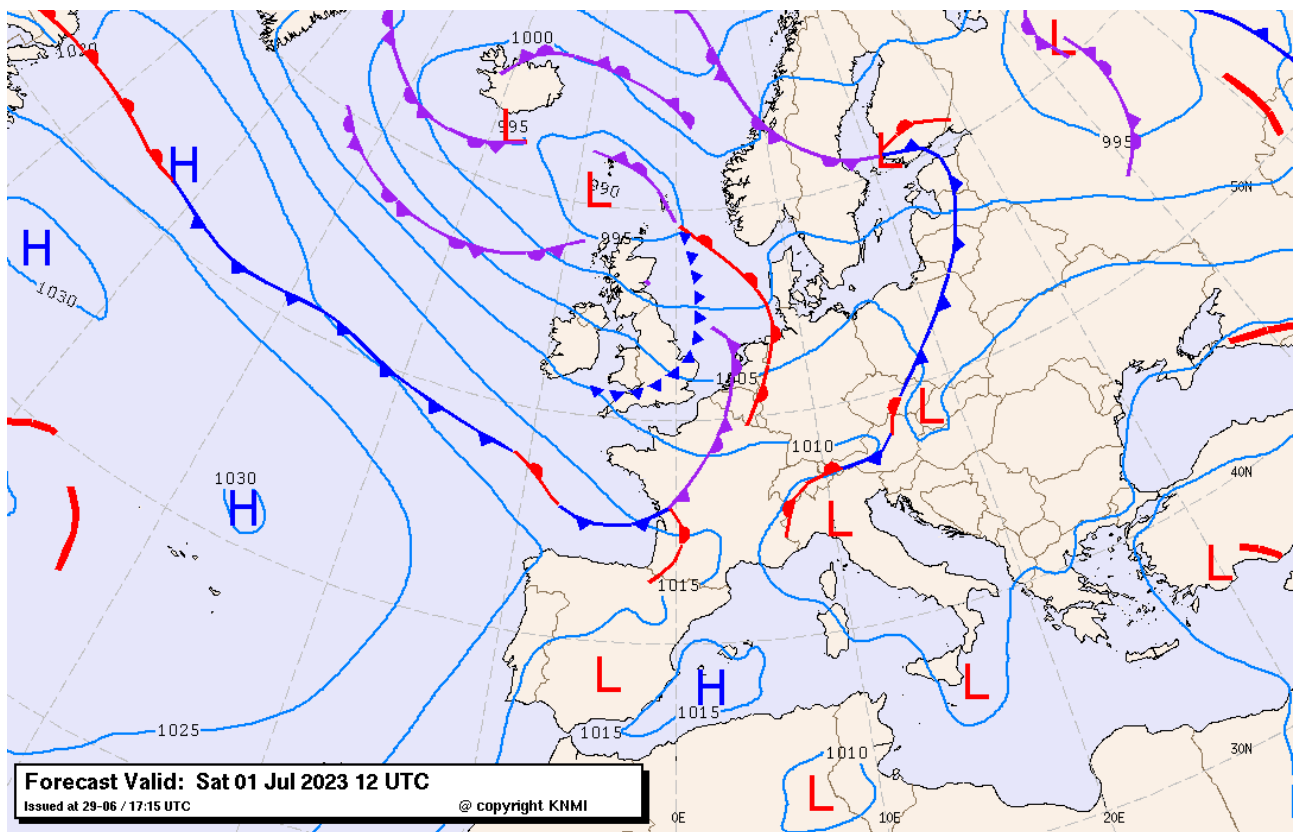 1020
1000
L
995
L
H
L
L
995
50N
990
L
H
995
1030
1005
L
1010
1030
H
40N
L
L
1015
L
H
L
1015
1025
1015
1010
30N
L
Forecast Valid: Sat 01 Jul 2023 12 UTC
Issued at 29-06 / 17:15 UTC
@ copyright KNMI
0E
10E
20E